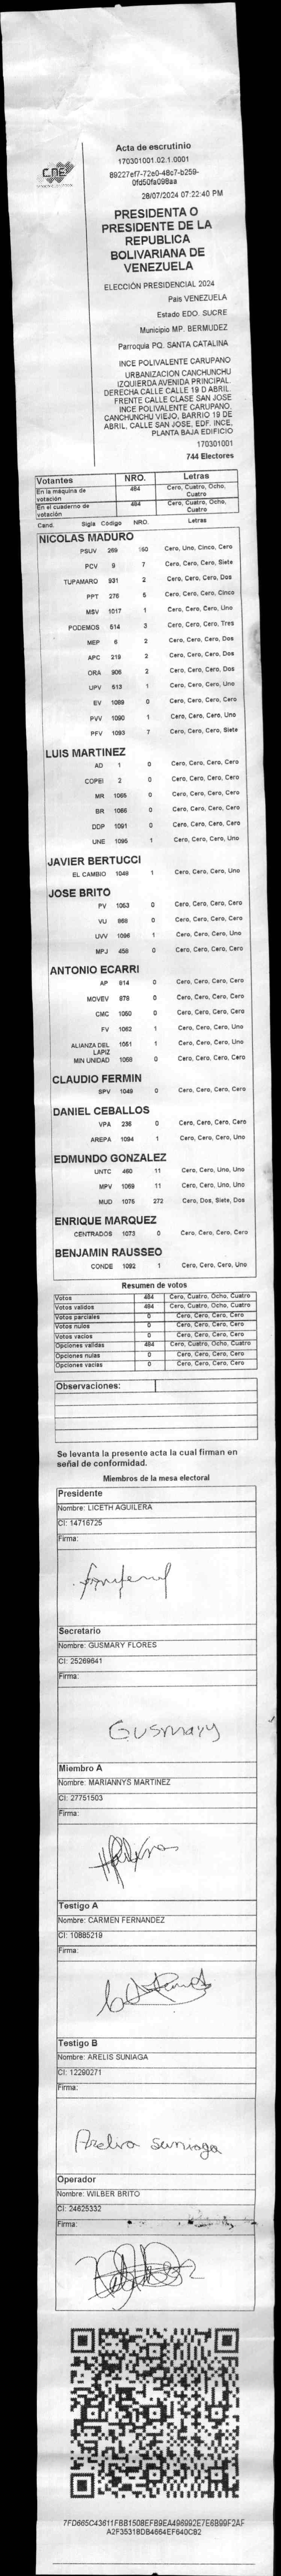 CNE
Acta de escrutinio
170301001.02.1.0001
89227ef7-72e0-48c7-b259-
0fd50fa098aa
28/07/2024 07:22:40 PM
PRESIDENTA O
PRESIDENTE DE LA
REPUBLICA
BOLIVARIANA DE
VENEZUELA
ELECCIÓN PRESIDENCIAL 2024
Pais VENEZUELA
Estado EDO. SUCRE
Municipio MP. BERMUDEZ
Parroquia PQ. SANTA CATALINA
INCE POLIVALENTE CARUPANO
URBANIZACION CANCHUNCHU
IZQUIERDA AVENIDA PRINCIPAL.
DERECHA CALLE CALLE 19 D ABRIL.
FRENTE CALLE CLASE SAN JOSE
INCE POLIVALENTE CARUPANO,
CANCHUNCHU VIEJO, BARRIO 19 DE
ABRIL, CALLE SAN JOSE, EDF. INCE,
PLANTA BAJA EDIFICIO
170301001
744 Electores
Votantes NRO. Letras
En la máquina de votación 484 Cero, Cuatro, Ocho, Cuatro
En el cuaderno de votación 484 Cero, Cuatro, Ocho, Cuatro
Cand. Sigla Código NRO. Letras
NICOLAS MADURO
PSUV 269 150 Cero, Uno, Cinco, Cero
PCV 9 7 Cero, Cero, Cero, Siete
TUPAMARO 931 2 Cero, Cero, Cero, Dos
PPT 275 5 Cero, Cero, Cero, Cinco
MSV 1017 1 Cero, Cero, Cero, Uno
PODEMOS 514 3 Cero, Cero, Cero, Tres
MEP 6 2 Cero, Cero, Cero, Dos
APC 219 2 Cero, Cero, Cero, Dos
ORA 906 2 Cero, Cero, Cero, Dos
UPV 513 1 Cero, Cero, Cero, Uno
EV 1089 0 Cero, Cero, Cero, Cero
PVV 1090 1 Cero, Cero, Cero, Uno
PFV 1093 7 Cero, Cero, Cero, Siete
LUIS MARTINEZ
AD 1 0 Cero, Cero, Cero, Cero
COPEI 2 0 Cero, Cero, Cero, Cero
MR 1065 0 Cero, Cero, Cero, Cero
BR 1066 0 Cero, Cero, Cero, Cero
DDP 1091 0 Cero, Cero, Cero, Cero
UNE 1095 1 Cero, Cero, Cero, Uno
JAVIER BERTUCCI
EL CAMBIO 1048 1 Cero, Cero, Cero, Uno
JOSE BRITO
PV 1053 0 Cero, Cero, Cero, Cero
VU 868 0 Cero, Cero, Cero, Cero
UVV 1096 1 Cero, Cero, Cero, Uno
MPJ 458 0 Cero, Cero, Cero, Cero
ANTONIO ECARRI
AP 814 0 Cero, Cero, Cero, Cero
MOVEV 879 0 Cero, Cero, Cero, Cero
CMC 1050 0 Cero, Cero, Cero, Cero
FV 1062 1 Cero, Cero, Cero, Uno
ALIANZA DEL LAPIZ 1051 1 Cero, Cero, Cero, Uno
MIN UNIDAD 1058 0 Cero, Cero, Cero, Cero
CLAUDIO FERMIN
SPV 1049 0 Cero, Cero, Cero, Cero
DANIEL CEBALLOS
VPA 236 0 Cero, Cero, Cero, Cero
AREPA 1094 1 Cero, Cero, Cero, Uno
EDMUNDO GONZALEZ
UNTC 460 11 Cero, Cero, Uno, Uno
MPV 1069 11 Cero, Cero, Uno, Uno
MUD 1075 272 Cero, Dos, Siete, Dos
ENRIQUE MARQUEZ
CENTRADOS 1073 0 Cero, Cero, Cero, Cero
BENJAMIN RAUSSEO
CONDE 1092 1 Cero, Cero, Cero, Uno
Resumen de votos
Votos 484 Cero, Cuatro, Ocho, Cuatro
Votos validos 484 Cero, Cuatro, Ocho, Cuatro
Votos parciales 0 Cero, Cero, Cero, Cero
Votos nulos 0 Cero, Cero, Cero, Cero
Votos vacios 0 Cero, Cero, Cero, Cero
Opciones validas 484 Cero, Cuatro, Ocho, Cuatro
Opciones nulas 0 Cero, Cero, Cero, Cero
Opciones vacias 0 Cero, Cero, Cero, Cero
Observaciones:
Se levanta la presente acta la cual firman en
señal de conformidad.
Miembros de la mesa electoral
Presidente
Nombre: LICETH AGUILERA
CI: 14716725
Firma:
Secretario
Nombre: GUSMARY FLORES
CI: 25269641
Firma:
Gusmary
Miembro A
Nombre: MARIANNYS MARTINEZ
CI: 27751503
Firma:
Testigo A
Nombre: CARMEN FERNANDEZ
CI: 10885219
Firma:
Testigo B
Nombre: ARELIS SUNIAGA
CI: 12290271
Firma:
Arelis Suniaga
Operador
Nombre: WILBER BRITO
CI: 24625332
Firma:
7FD665C43611FBB1508EFB9EA496992E7E6B99F2AF
A2F35318DB4664EF640C82